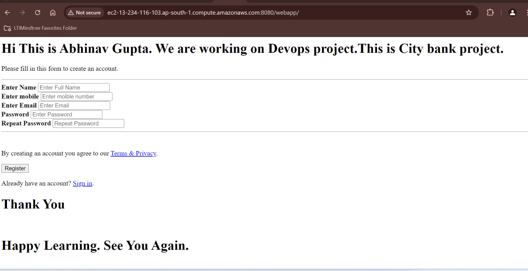 Not secure ec2-13-234-116-103.ap-south-1.compute.amazonaws.com:8080/webapp/
LTIMindtree Favorites Folder
Hi This is Abhinav Gupta. We are working on Devops project.This is City bank project.
Please fill in this form to create an account.
Enter Name Enter Full Name
Enter mobile Enter moible number
Enter Email Enter Email
Password Enter Password
Repeat Password Repeat Password
By creating an account you agree to our Terms & Privacy.
Register
Already have an account? Sign in.
Thank You
Happy Learning. See You Again.